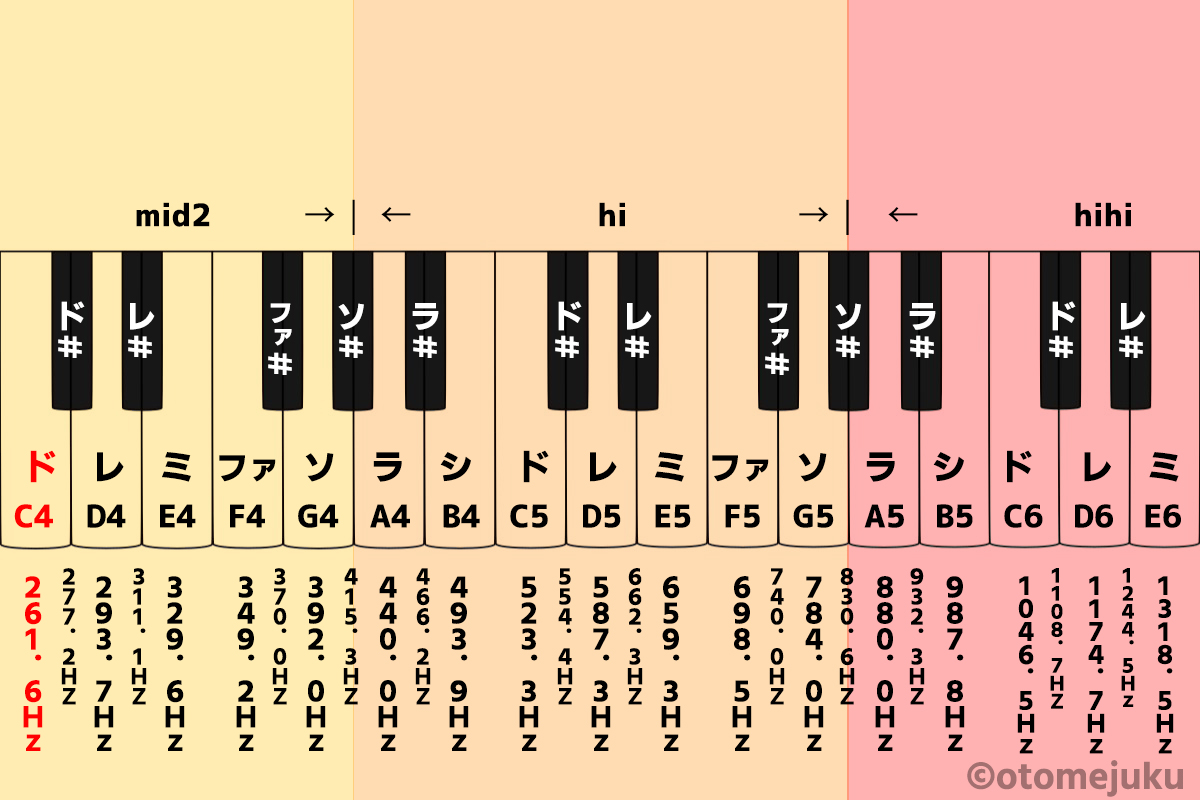 mid2 → | ← hi → | ← hihi
ド# レ# ファ# ソ# ラ# ド# レ# ファ# ソ# ラ# ド# レ#
ド レ ミ ファ ソ ラ シ ド レ ミ ファ ソ ラ シ ド レ ミ
C4 D4 E4 F4 G4 A4 B4 C5 D5 E5 F5 G5 A5 B5 C6 D6 E6
261.6Hz
277.2Hz
293.7Hz
311.1Hz
329.6Hz
349.2Hz
370.0Hz
392.0Hz
415.3Hz
440.0Hz
466.2Hz
493.9Hz
523.3Hz
554.4Hz
587.3Hz
662.3Hz
659.3Hz
698.5Hz
740.0Hz
784.0Hz
830.6Hz
880.0Hz
932.3Hz
987.8Hz
1046.5Hz
1108.7Hz
1174.7Hz
1244.5Hz
1318.5Hz
©otomejuku